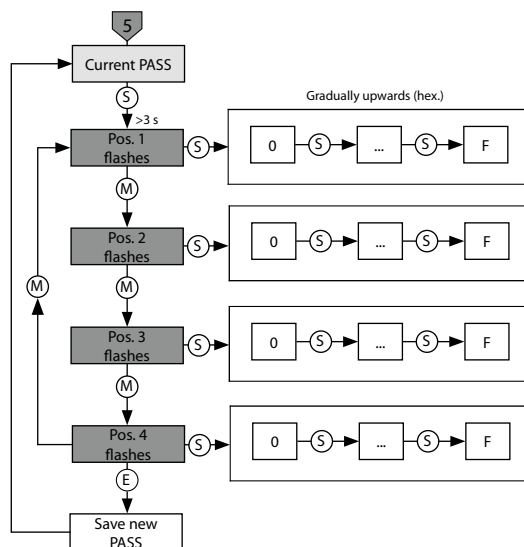 5
Current PASS
S
>3 s
Gradually upwards (hex.)
Pos. 1
flashes
S
0
S
...
S
F
M
Pos. 2
flashes
S
0
S
...
S
F
M
M
Pos. 3
flashes
S
0
S
...
S
F
M
Pos. 4
flashes
S
0
S
...
S
F
E
Save new
PASS